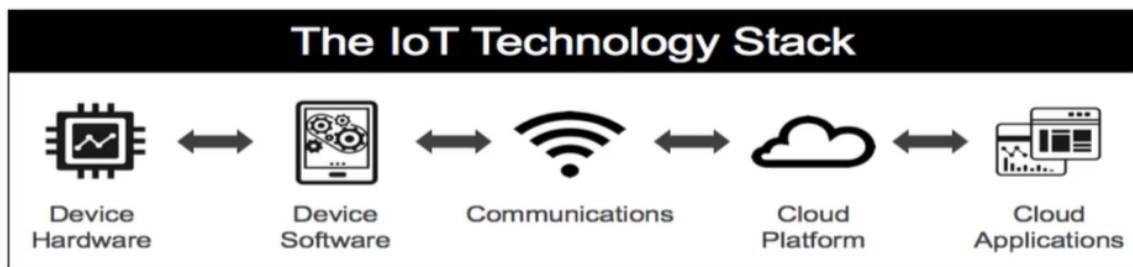 The IoT Technology Stack
Device
Hardware
Device
Software
Communications
Cloud
Platform
Cloud
Applications